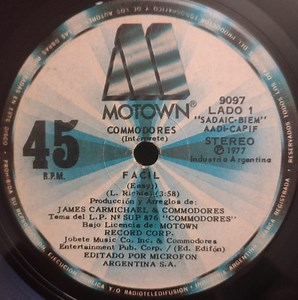 MOTOWN®
COMMODORES
(Intérprete)
9097
LADO 1
"SADAIC-BIEM"
AADI-CAPIF
STEREO
℗ 1977
Industria Argentina
45
R.P.M.
FACIL
(Easy)
(L. Richie) (3:58)
Producción y Arreglos de:
JAMES CARMICHAEL & COMMODORES
Tema del L.P. Nº SUP 876 "COMMODORES"
Bajo Licencia de: MOTOWN
RECORD CORP.
Jobete Music Co. Inc. & Commodores
Entertainment Pub. Corp./ (Ed. Edifón)
EDITADO POR MICROFON
ARGENTINA S.A.